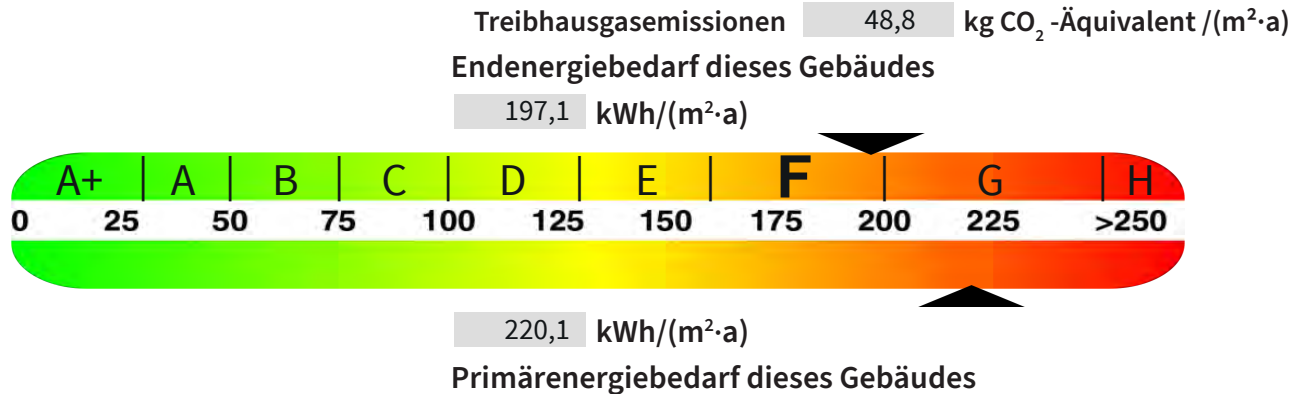 Treibhausgasemissionen 48,8 kg CO₂ -Äquivalent /(m²·a)
Endenergiebedarf dieses Gebäudes
197,1 kWh/(m²·a)
A+ | A | B | C | D | E | F | G | H
0 25 50 75 100 125 150 175 200 225 >250
220,1 kWh/(m²·a)
Primärenergiebedarf dieses Gebäudes